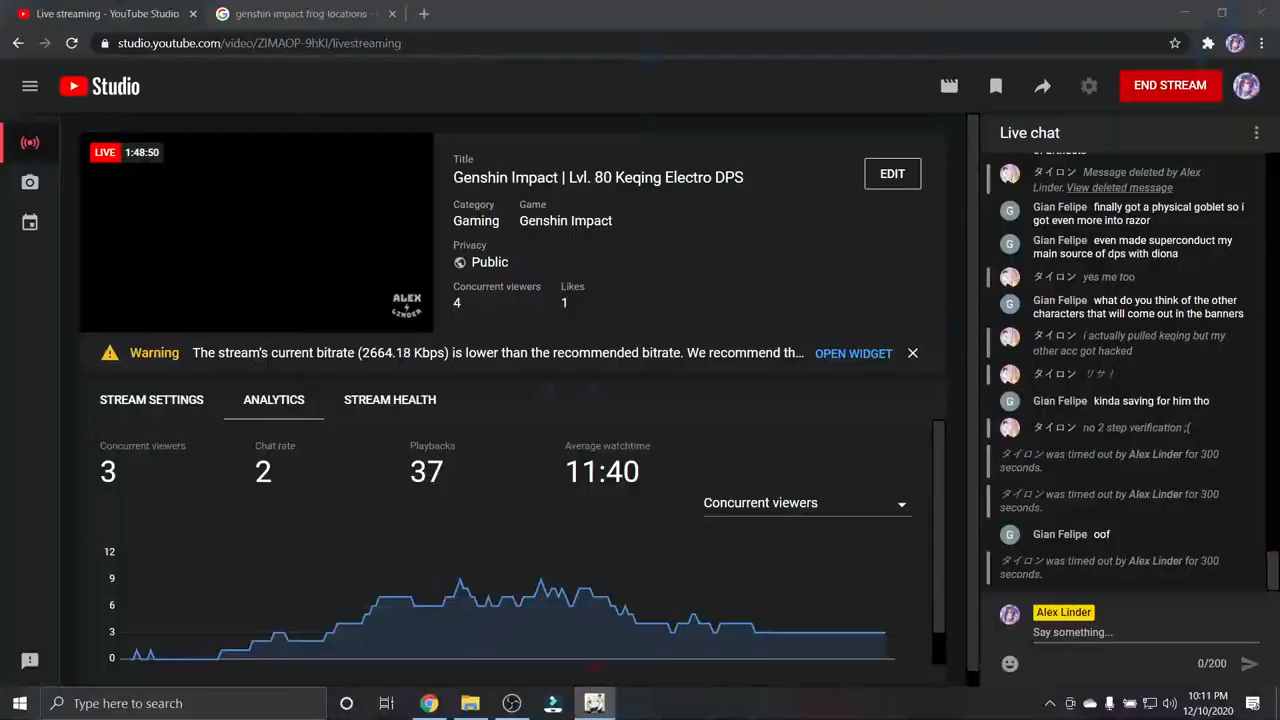 Live streaming - YouTube Studio
genshin impact frog locations -
studio.youtube.com/video/ZIMAOP-9hKI/livestreaming
Studio
END STREAM
LIVE 1:48:50
ALEX
LINDER
Title
Genshin Impact | Lvl. 80 Keqing Electro DPS
EDIT
Category
Game
Gaming
Genshin Impact
Privacy
Public
Concurrent viewers
Likes
4
1
Warning The stream's current bitrate (2664.18 Kbps) is lower than the recommended bitrate. We recommend th... OPEN WIDGET
STREAM SETTINGS
ANALYTICS
STREAM HEALTH
Concurrent viewers
Chat rate
Playbacks
Average watchtime
3
2
37
11:40
Concurrent viewers
12
9
6
3
0
Live chat
タイロン Message deleted by Alex
Linder. View deleted message
G Gian Felipe finally got a physical goblet so i
got even more into razor
G Gian Felipe even made superconduct my
main source of dps with diona
タイロン yes me too
G Gian Felipe what do you think of the other
characters that will come out in the banners
タイロン i actually pulled keqing but my
other acc got hacked
タイロン リサ！
G Gian Felipe kinda saving for him tho
タイロン no 2 step verification ;(
タイロン was timed out by Alex Linder for 300
seconds.
タイロン was timed out by Alex Linder for 300
seconds.
G Gian Felipe oof
タイロン was timed out by Alex Linder for 300
seconds.
Alex Linder
Say something...
0/200
Type here to search
10:11 PM
12/10/2020